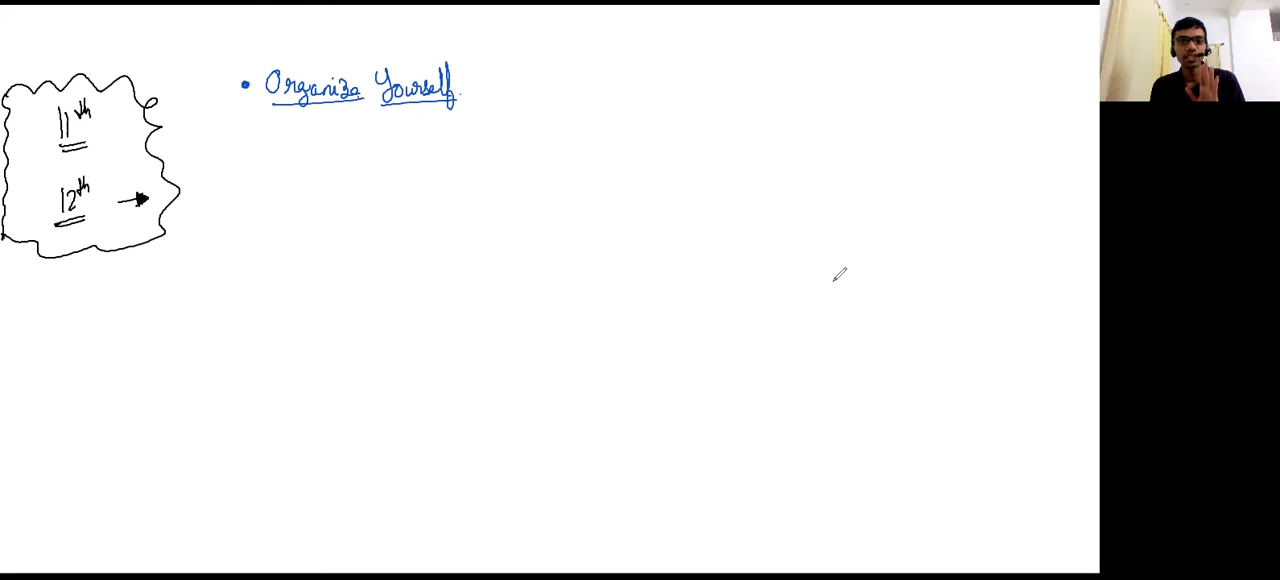 11th
12th →
• Organize Yourself.